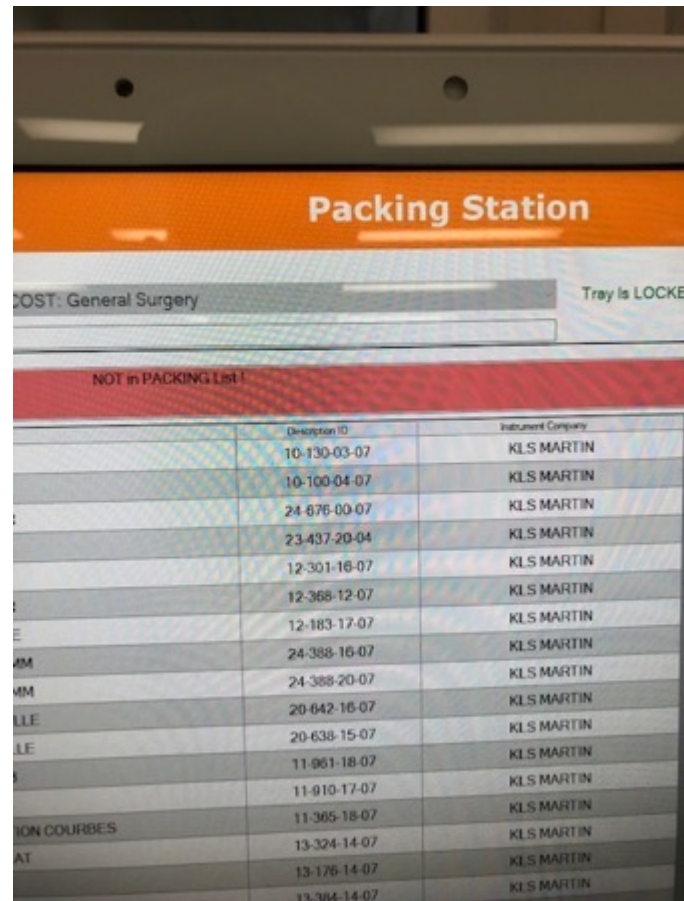 Packing Station
COST: General Surgery
Tray Is LOCKE
NOT in PACKING List !
Description ID Instrument Company
10-130-03-07 KLS MARTIN
10-100-04-07 KLS MARTIN
24-676-00-07 KLS MARTIN
23-437-20-04 KLS MARTIN
12-301-16-07 KLS MARTIN
12-368-12-07 KLS MARTIN
E 12-183-17-07 KLS MARTIN
MM 24-388-16-07 KLS MARTIN
MM 24-388-20-07 KLS MARTIN
LLE 20-642-16-07 KLS MARTIN
LLE 20-638-15-07 KLS MARTIN
11-961-18-07 KLS MARTIN
11-910-17-07 KLS MARTIN
TION COURBES 11-365-18-07 KLS MARTIN
AT 13-324-14-07 KLS MARTIN
13-176-14-07 KLS MARTIN
13-384-14-07 KLS MARTIN